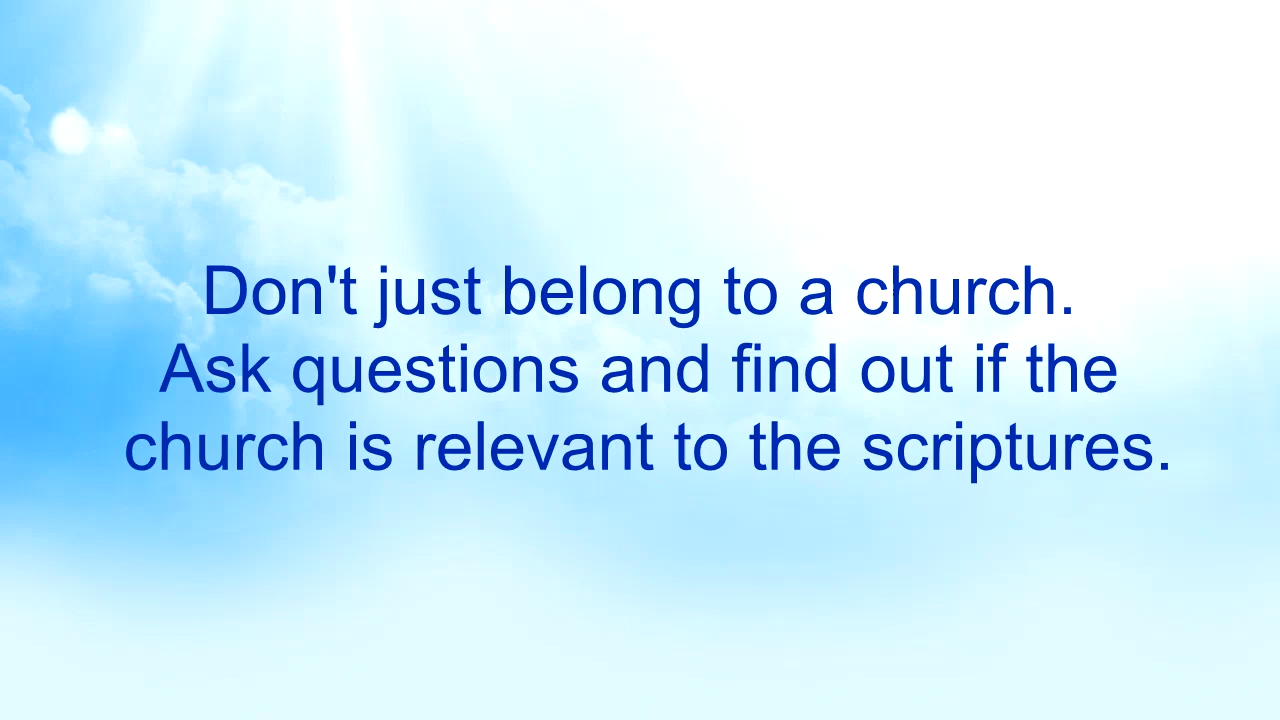 Don't just belong to a church.
Ask questions and find out if the
church is relevant to the scriptures.